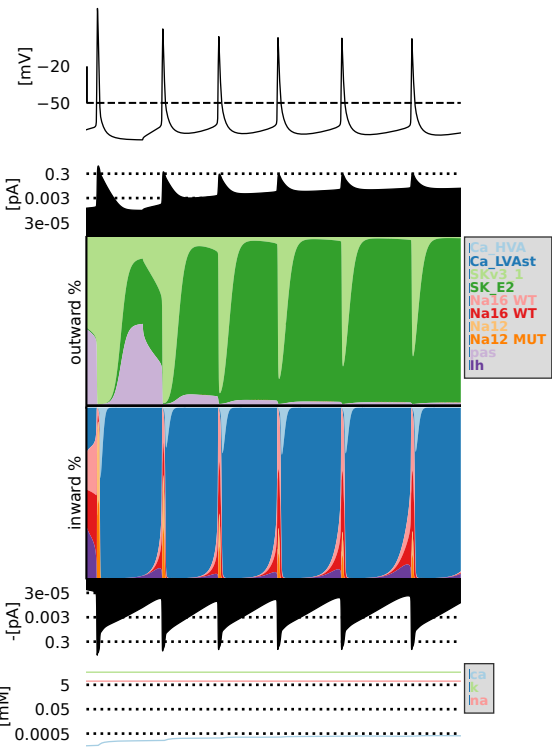 [mV]
−20
−50
[pA]
0.3
0.003
3e-05
outward %
Ca_HVA
Ca_LVAst
SKv3_1
SK_E2
Na16 WT
Na16 WT
Na12
Na12 MUT
pas
Ih
inward %
-[pA]
3e-05
0.003
0.3
[mM]
5
0.05
0.0005
ca
k
na